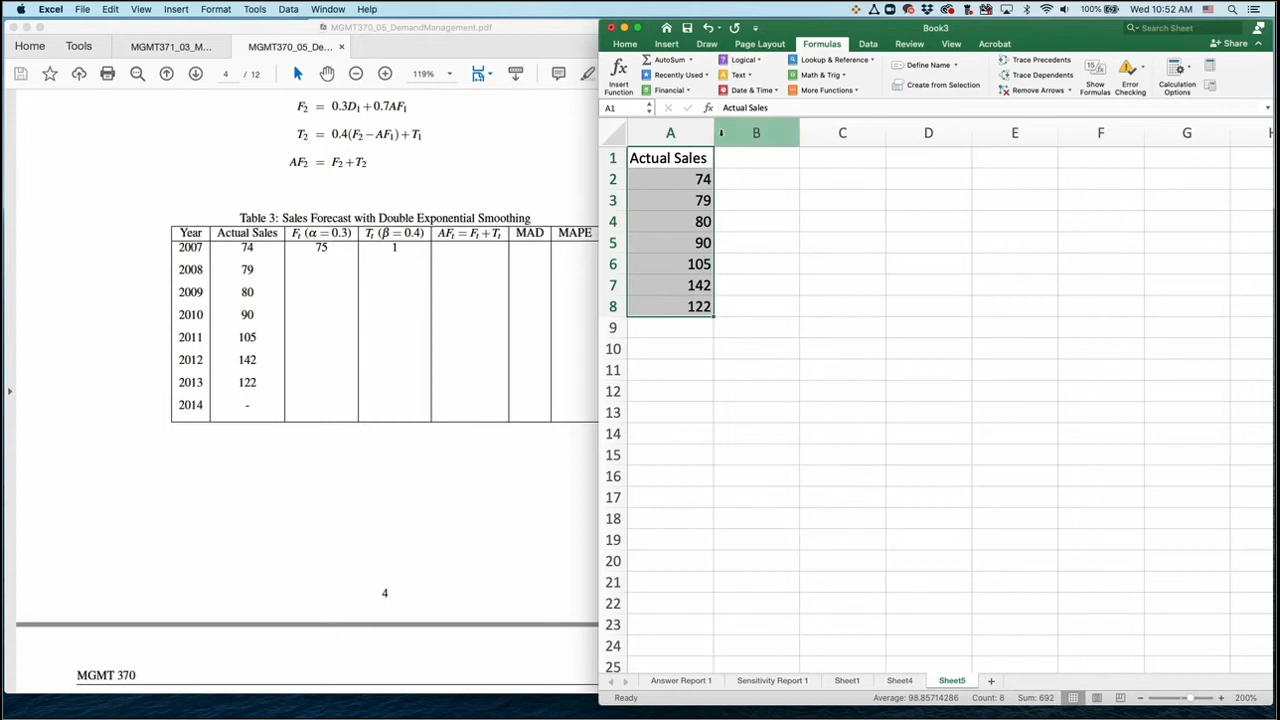 Excel File Edit View Insert Format Tools Data Window Help 100% Wed 10:52 AM
MGMT370_05_DemandManagement.pdf
Home Tools MGMT371_03_M... MGMT370_05_De... ×
4 / 12 119%
F₂ = 0.3D₁ + 0.7AF₁
T₂ = 0.4(F₂ − AF₁) + T₁
AF₂ = F₂ + T₂
Table 3: Sales Forecast with Double Exponential Smoothing
Year Actual Sales Fₜ (α = 0.3) Tₜ (β = 0.4) AFₜ = Fₜ + Tₜ MAD MAPE
2007 74 75 1
2008 79
2009 80
2010 90
2011 105
2012 142
2013 122
2014 -
4
MGMT 370
Book3 Search Sheet
Home Insert Draw Page Layout Formulas Data Review View Acrobat Share
Insert Function
AutoSum Logical Lookup & Reference
Recently Used Text Math & Trig
Financial Date & Time More Functions
Define Name
Create from Selection
Trace Precedents
Trace Dependents
Remove Arrows
Show Formulas
Error Checking
Calculation Options
A1 fx Actual Sales
A B C D E F G H
1 Actual Sales
2 74
3 79
4 80
5 90
6 105
7 142
8 122
9
10
11
12
13
14
15
16
17
18
19
20
21
22
23
24
25
Answer Report 1 Sensitivity Report 1 Sheet1 Sheet4 Sheet5 +
Ready Average: 98.85714286 Count: 8 Sum: 692 200%